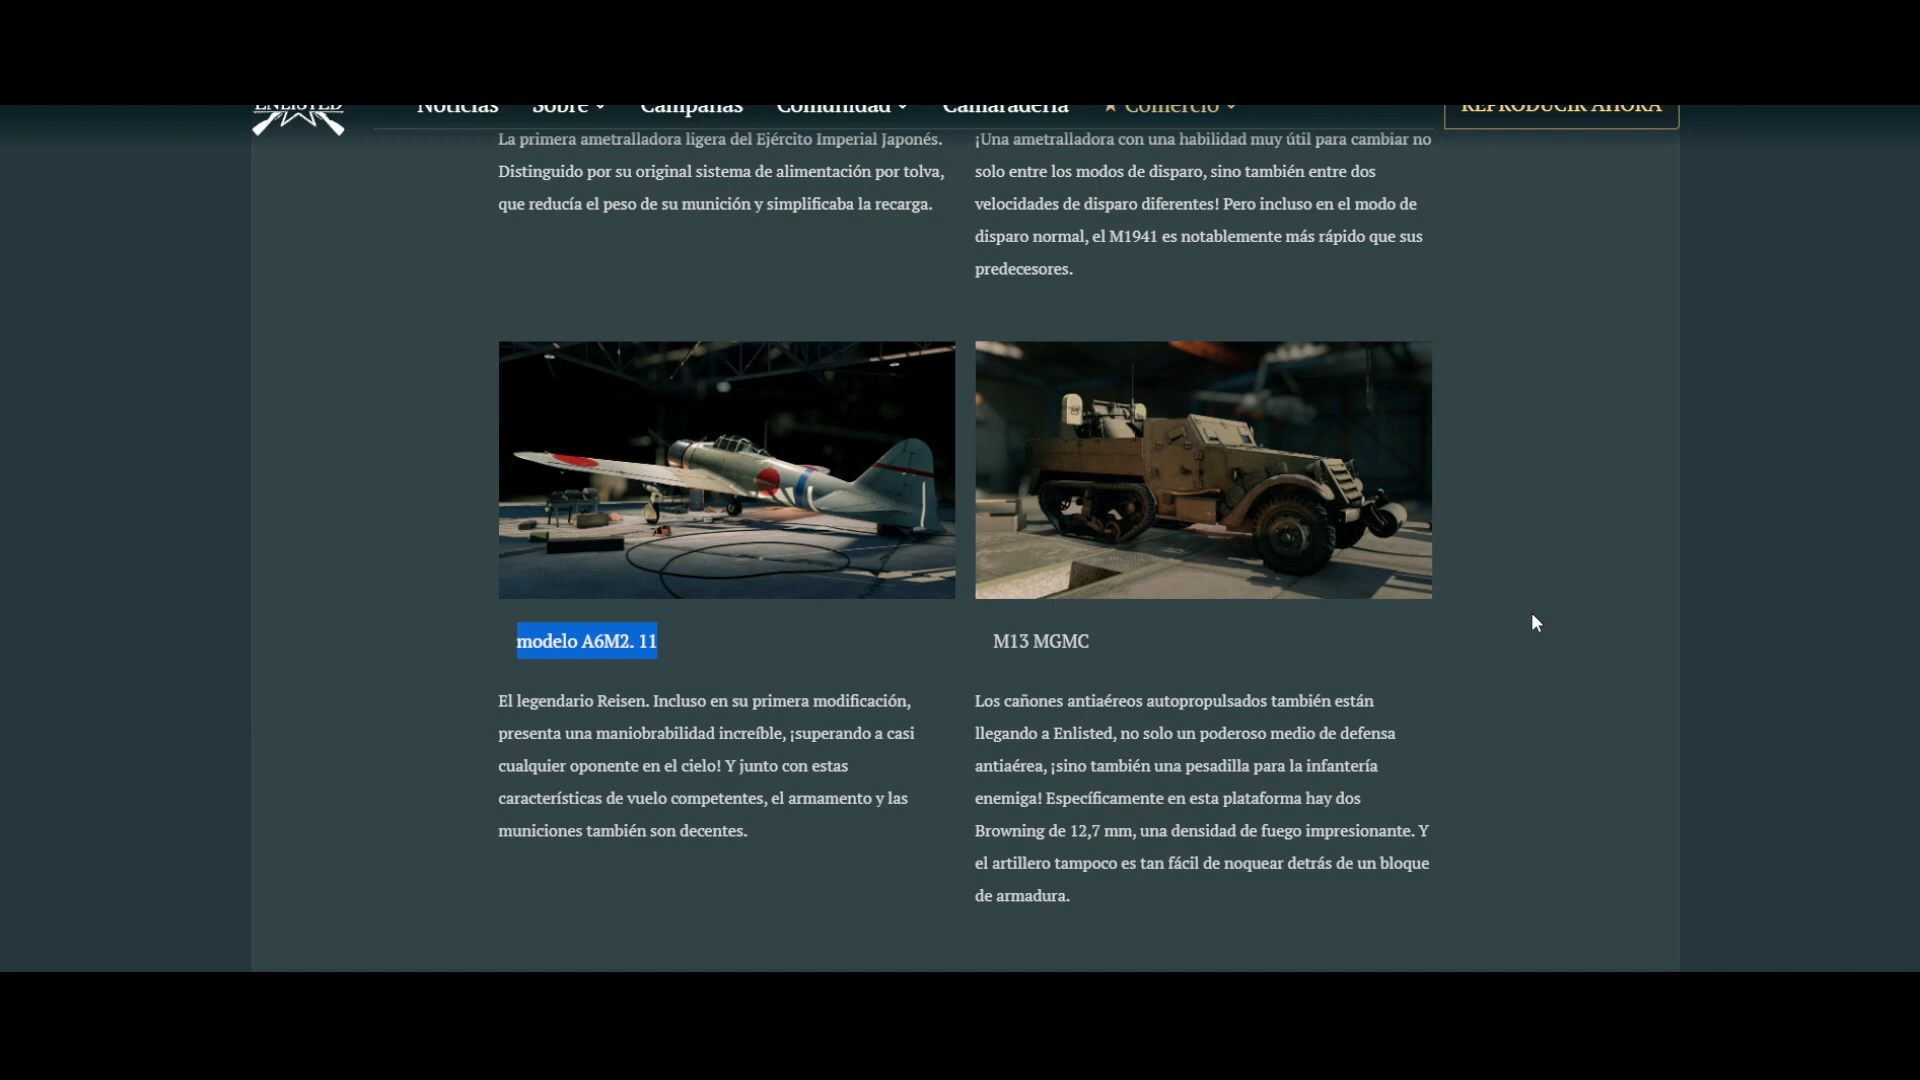 ENLISTED
Noticias Sobre Campañas Comunidad Camaradería ★ Comercio REPRODUCIR AHORA
La primera ametralladora ligera del Ejército Imperial Japonés.
Distinguido por su original sistema de alimentación por tolva,
que reducía el peso de su munición y simplificaba la recarga.
¡Una ametralladora con una habilidad muy útil para cambiar no
solo entre los modos de disparo, sino también entre dos
velocidades de disparo diferentes! Pero incluso en el modo de
disparo normal, el M1941 es notablemente más rápido que sus
predecesores.
modelo A6M2. 11
El legendario Reisen. Incluso en su primera modificación,
presenta una maniobrabilidad increíble, ¡superando a casi
cualquier oponente en el cielo! Y junto con estas
características de vuelo competentes, el armamento y las
municiones también son decentes.
M13 MGMC
Los cañones antiaéreos autopropulsados también están
llegando a Enlisted, no solo un poderoso medio de defensa
antiaérea, ¡sino también una pesadilla para la infantería
enemiga! Específicamente en esta plataforma hay dos
Browning de 12,7 mm, una densidad de fuego impresionante. Y
el artillero tampoco es tan fácil de noquear detrás de un bloque
de armadura.